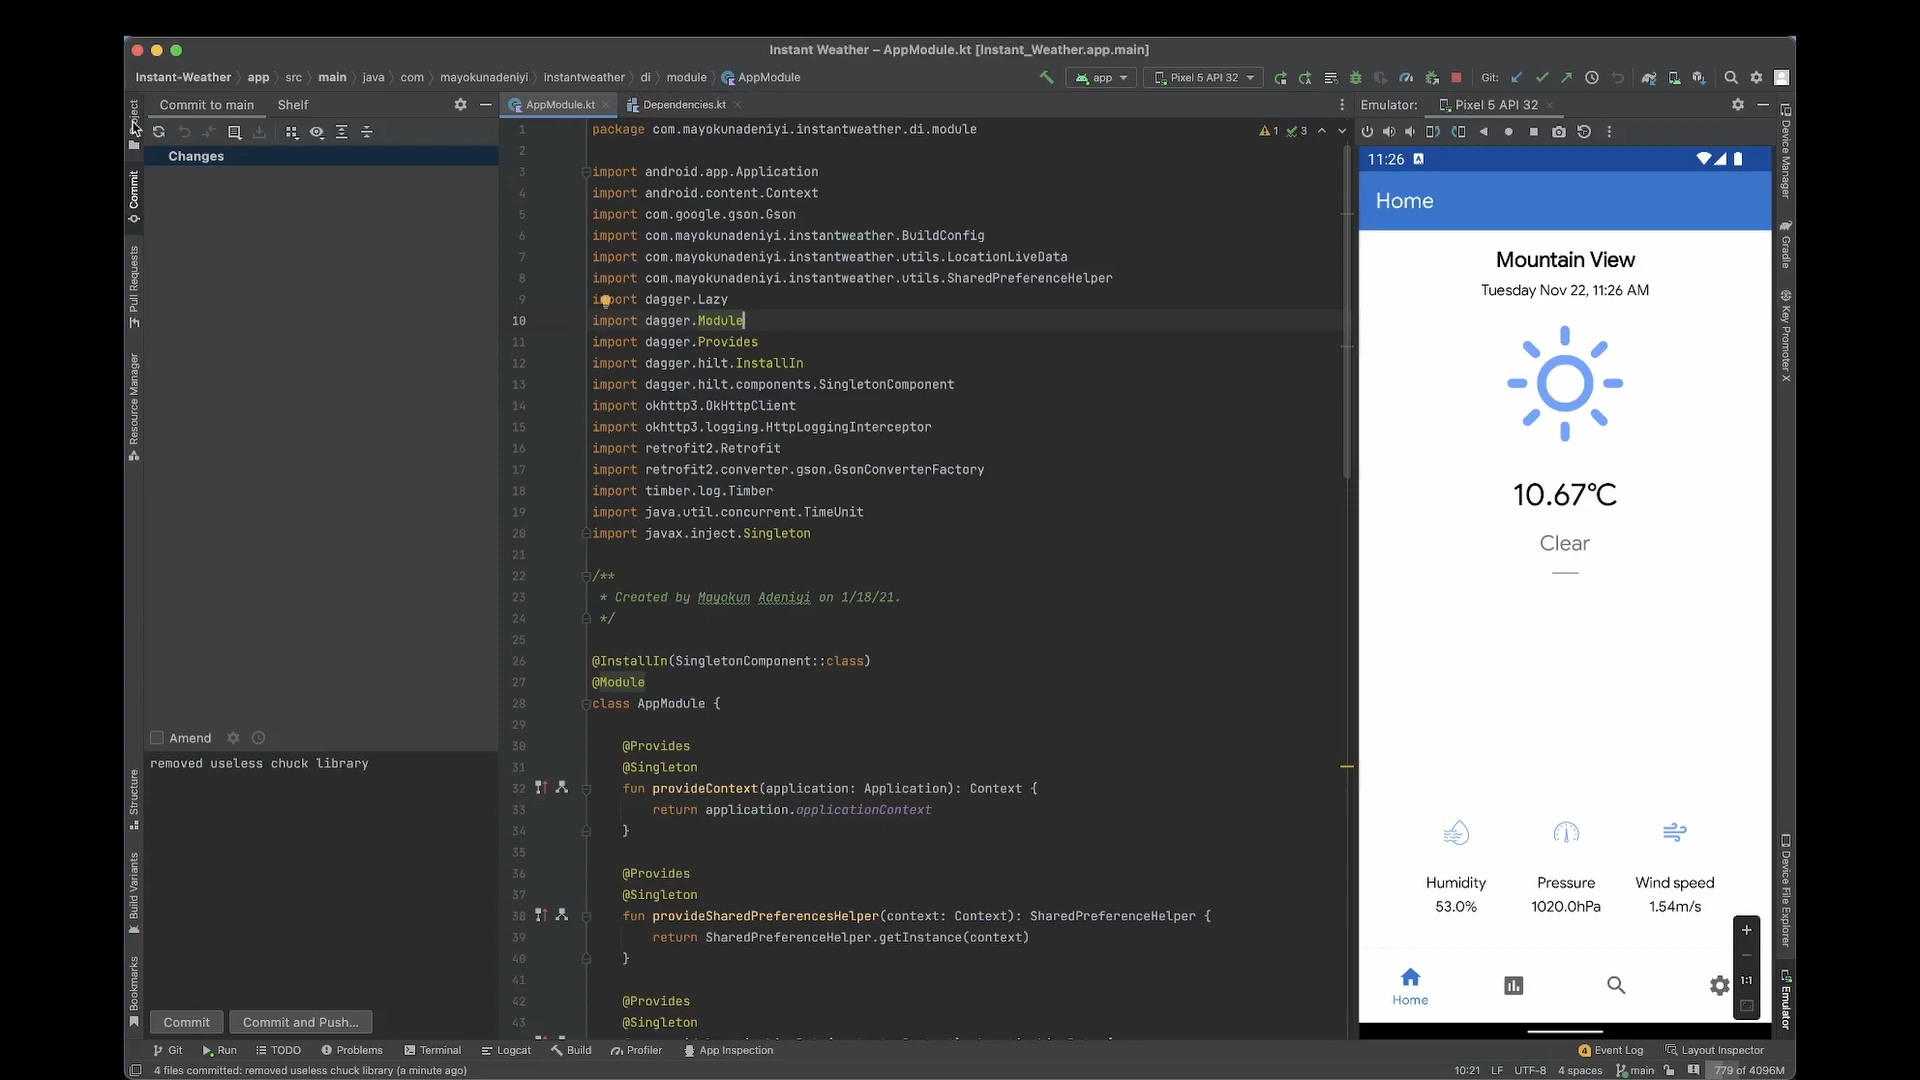 Instant Weather – AppModule.kt [Instant_Weather.app.main]
Instant-Weather > app > src > main > java > com > mayokunadeniyi > instantweather > di > module > AppModule
app
Pixel 5 API 32
Git:
Commit to main
Shelf
AppModule.kt
Dependencies.kt
Emulator:
Pixel 5 API 32
Changes
Commit
Pull Requests
Resource Manager
Structure
Build Variants
Bookmarks
Amend
removed useless chuck library
Commit
Commit and Push...
1 3
1 package com.mayokunadeniyi.instantweather.di.module
2
3 import android.app.Application
4 import android.content.Context
5 import com.google.gson.Gson
6 import com.mayokunadeniyi.instantweather.BuildConfig
7 import com.mayokunadeniyi.instantweather.utils.LocationLiveData
8 import com.mayokunadeniyi.instantweather.utils.SharedPreferenceHelper
9 import dagger.Lazy
10 import dagger.Module
11 import dagger.Provides
12 import dagger.hilt.InstallIn
13 import dagger.hilt.components.SingletonComponent
14 import okhttp3.OkHttpClient
15 import okhttp3.logging.HttpLoggingInterceptor
16 import retrofit2.Retrofit
17 import retrofit2.converter.gson.GsonConverterFactory
18 import timber.log.Timber
19 import java.util.concurrent.TimeUnit
20 import javax.inject.Singleton
21
22 /**
23 * Created by Mayokun Adeniyi on 1/18/21.
24 */
25
26 @InstallIn(SingletonComponent::class)
27 @Module
28 class AppModule {
29
30 @Provides
31 @Singleton
32 fun provideContext(application: Application): Context {
33 return application.applicationContext
34 }
35
36 @Provides
37 @Singleton
38 fun provideSharedPreferencesHelper(context: Context): SharedPreferenceHelper {
39 return SharedPreferenceHelper.getInstance(context)
40 }
41
42 @Provides
43 @Singleton
11:26
Home
Mountain View
Tuesday Nov 22, 11:26 AM
10.67°C
Clear
Humidity
53.0%
Pressure
1020.0hPa
Wind speed
1.54m/s
Home
1:1
Device Manager
Gradle
Key Promoter X
Device File Explorer
Emulator
Git
Run
TODO
Problems
Terminal
Logcat
Build
Profiler
App Inspection
4 Event Log
Layout Inspector
4 files committed: removed useless chuck library (a minute ago)
10:21 LF UTF-8 4 spaces main 779 of 4096M